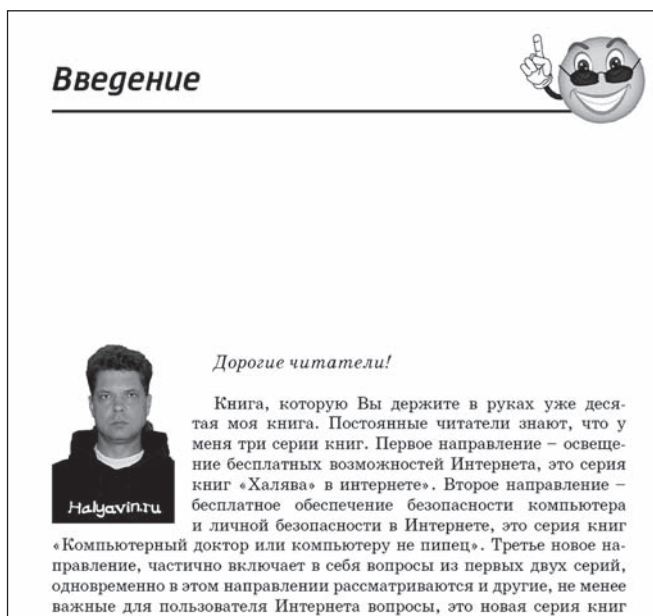 Введение
Дорогие читатели!
Книга, которую Вы держите в руках уже деся-
тая моя книга. Постоянные читатели знают, что у
меня три серии книг. Первое направление – освеще-
ние бесплатных возможностей Интернета, это серия
книг «Халява» в интернете». Второе направление –
бесплатное обеспечение безопасности компьютера
и личной безопасности в Интернете, это серия книг
Halyavin.ru
«Компьютерный доктор или компьютеру не пипец». Третье новое на-
правление, частично включает в себя вопросы из первых двух серий,
одновременно в этом направлении рассматриваются и другие, не менее
важные для пользователя Интернета вопросы, это новая серия книг